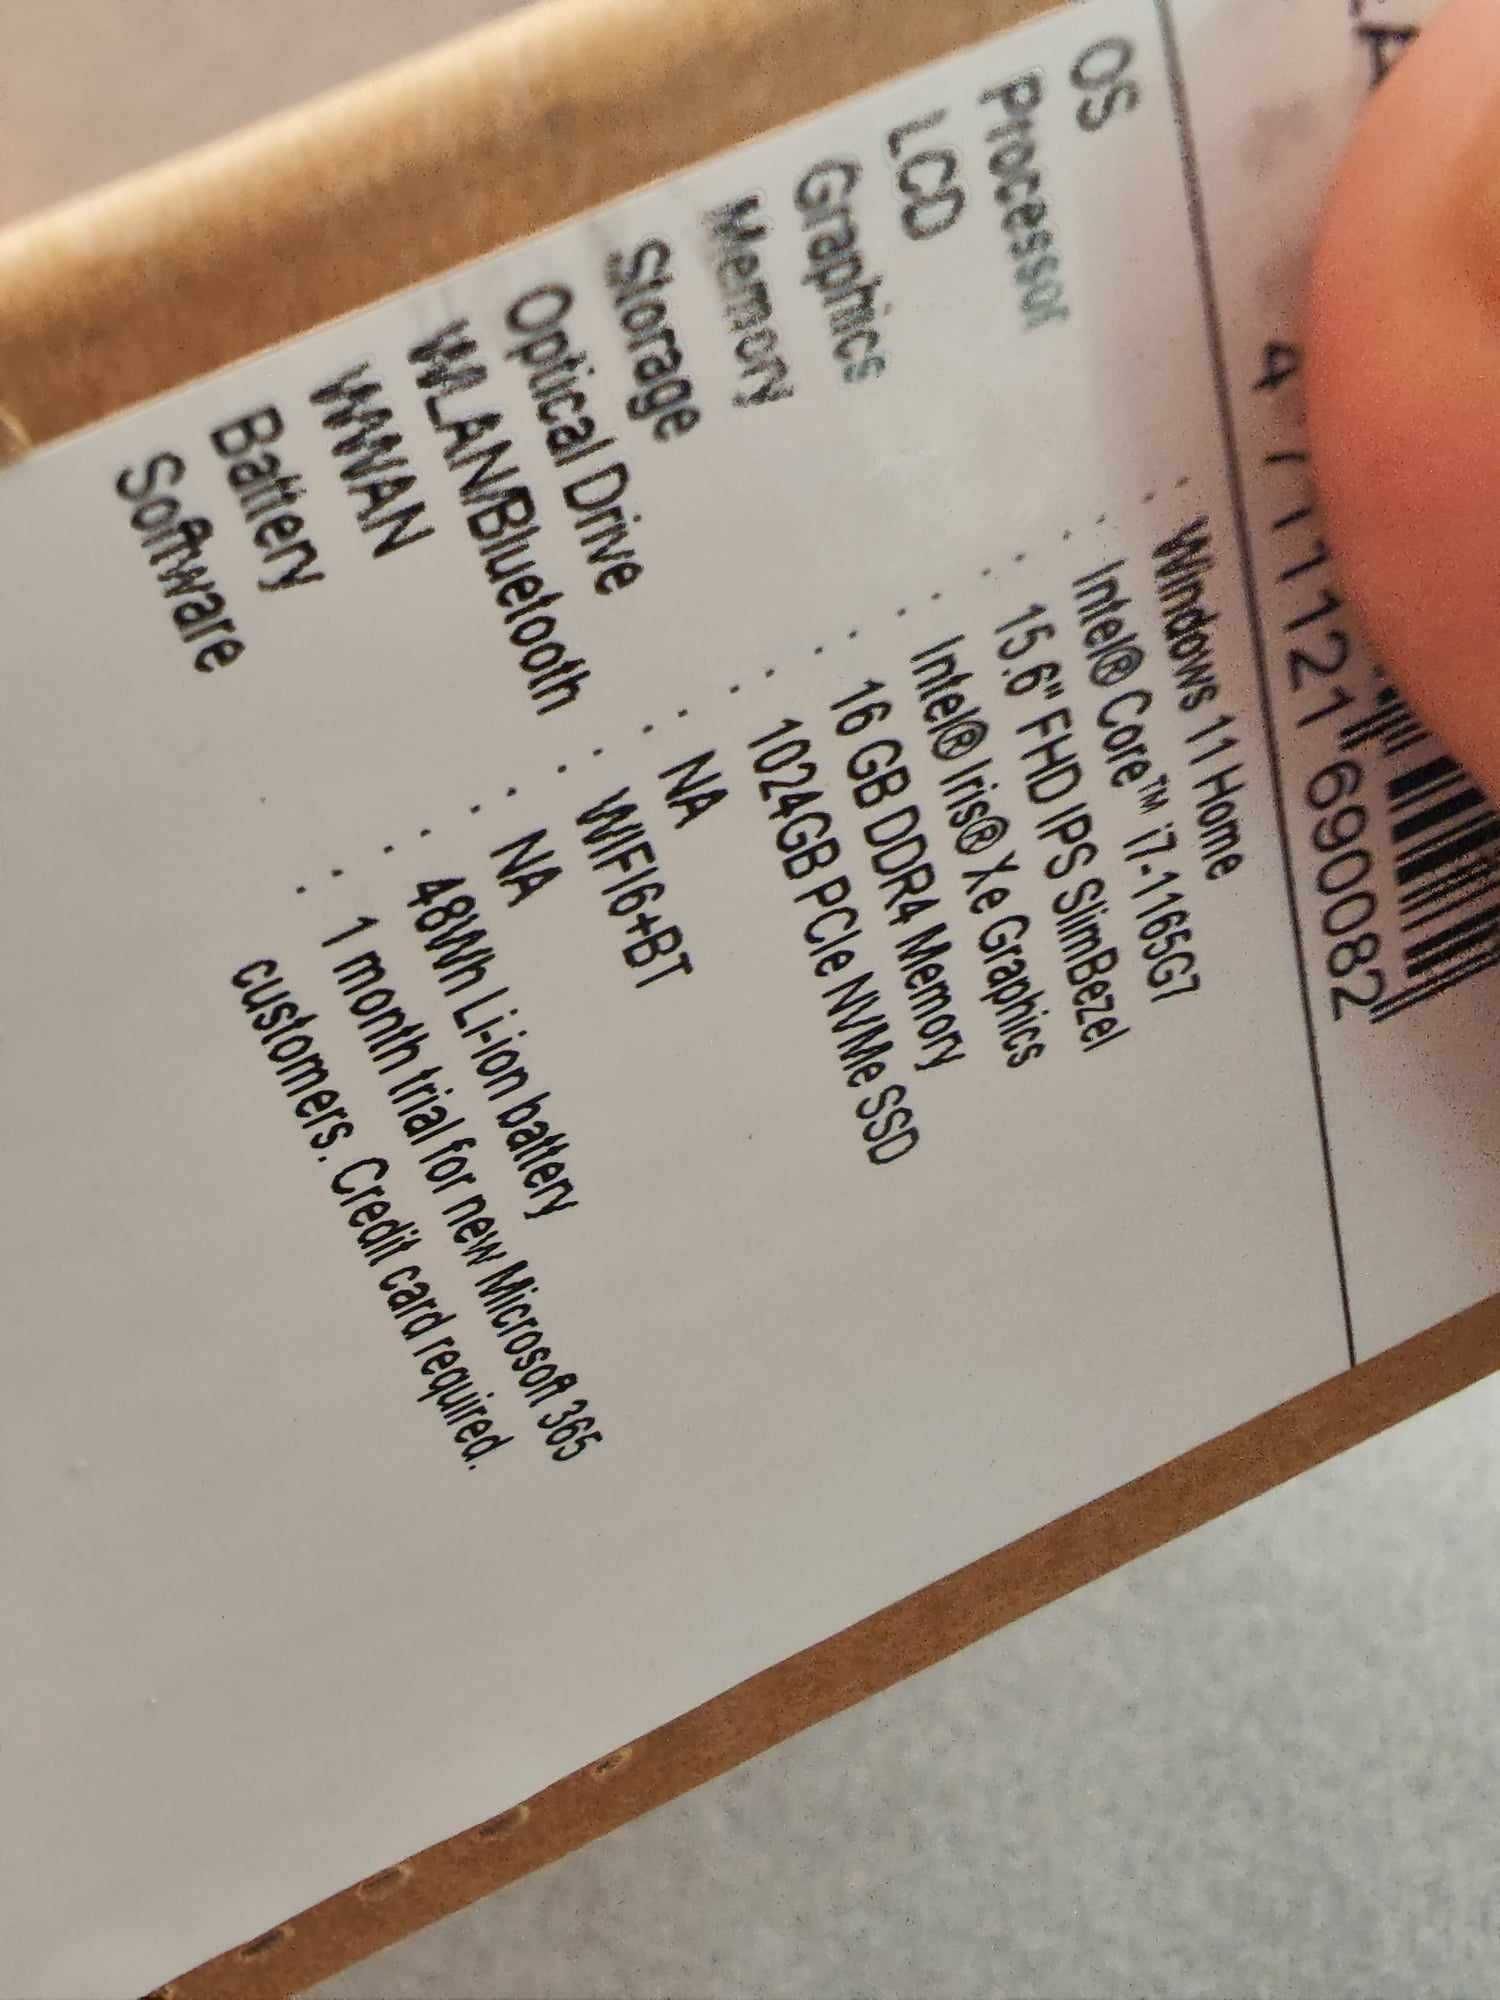 4 711121 690082
OS : Windows 11 Home
Processor : Intel® Core™ i7-1165G7
LCD : 15.6" FHD IPS SlimBezel
Graphics : Intel® Iris® Xe Graphics
Memory : 16 GB DDR4 Memory
Storage : 1024GB PCIe NVMe SSD
Optical Drive : NA
WLAN/Bluetooth : WIFI6+BT
WWAN : NA
Battery : 48Wh Li-ion battery
Software : 1 month trial for new Microsoft 365
customers. Credit card required.